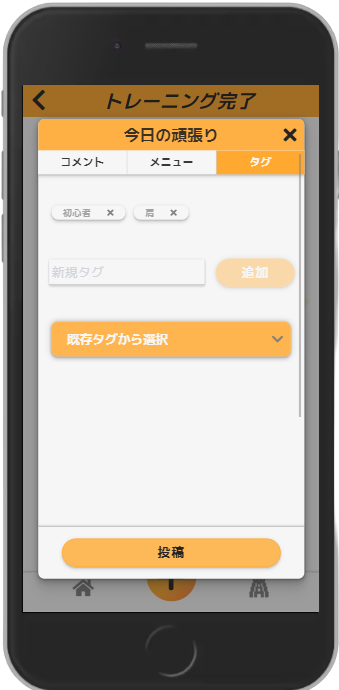 トレーニング完了
今日の頑張り
コメント メニュー タグ
初心者 肩
新規タグ 追加
既存タグから選択
投稿